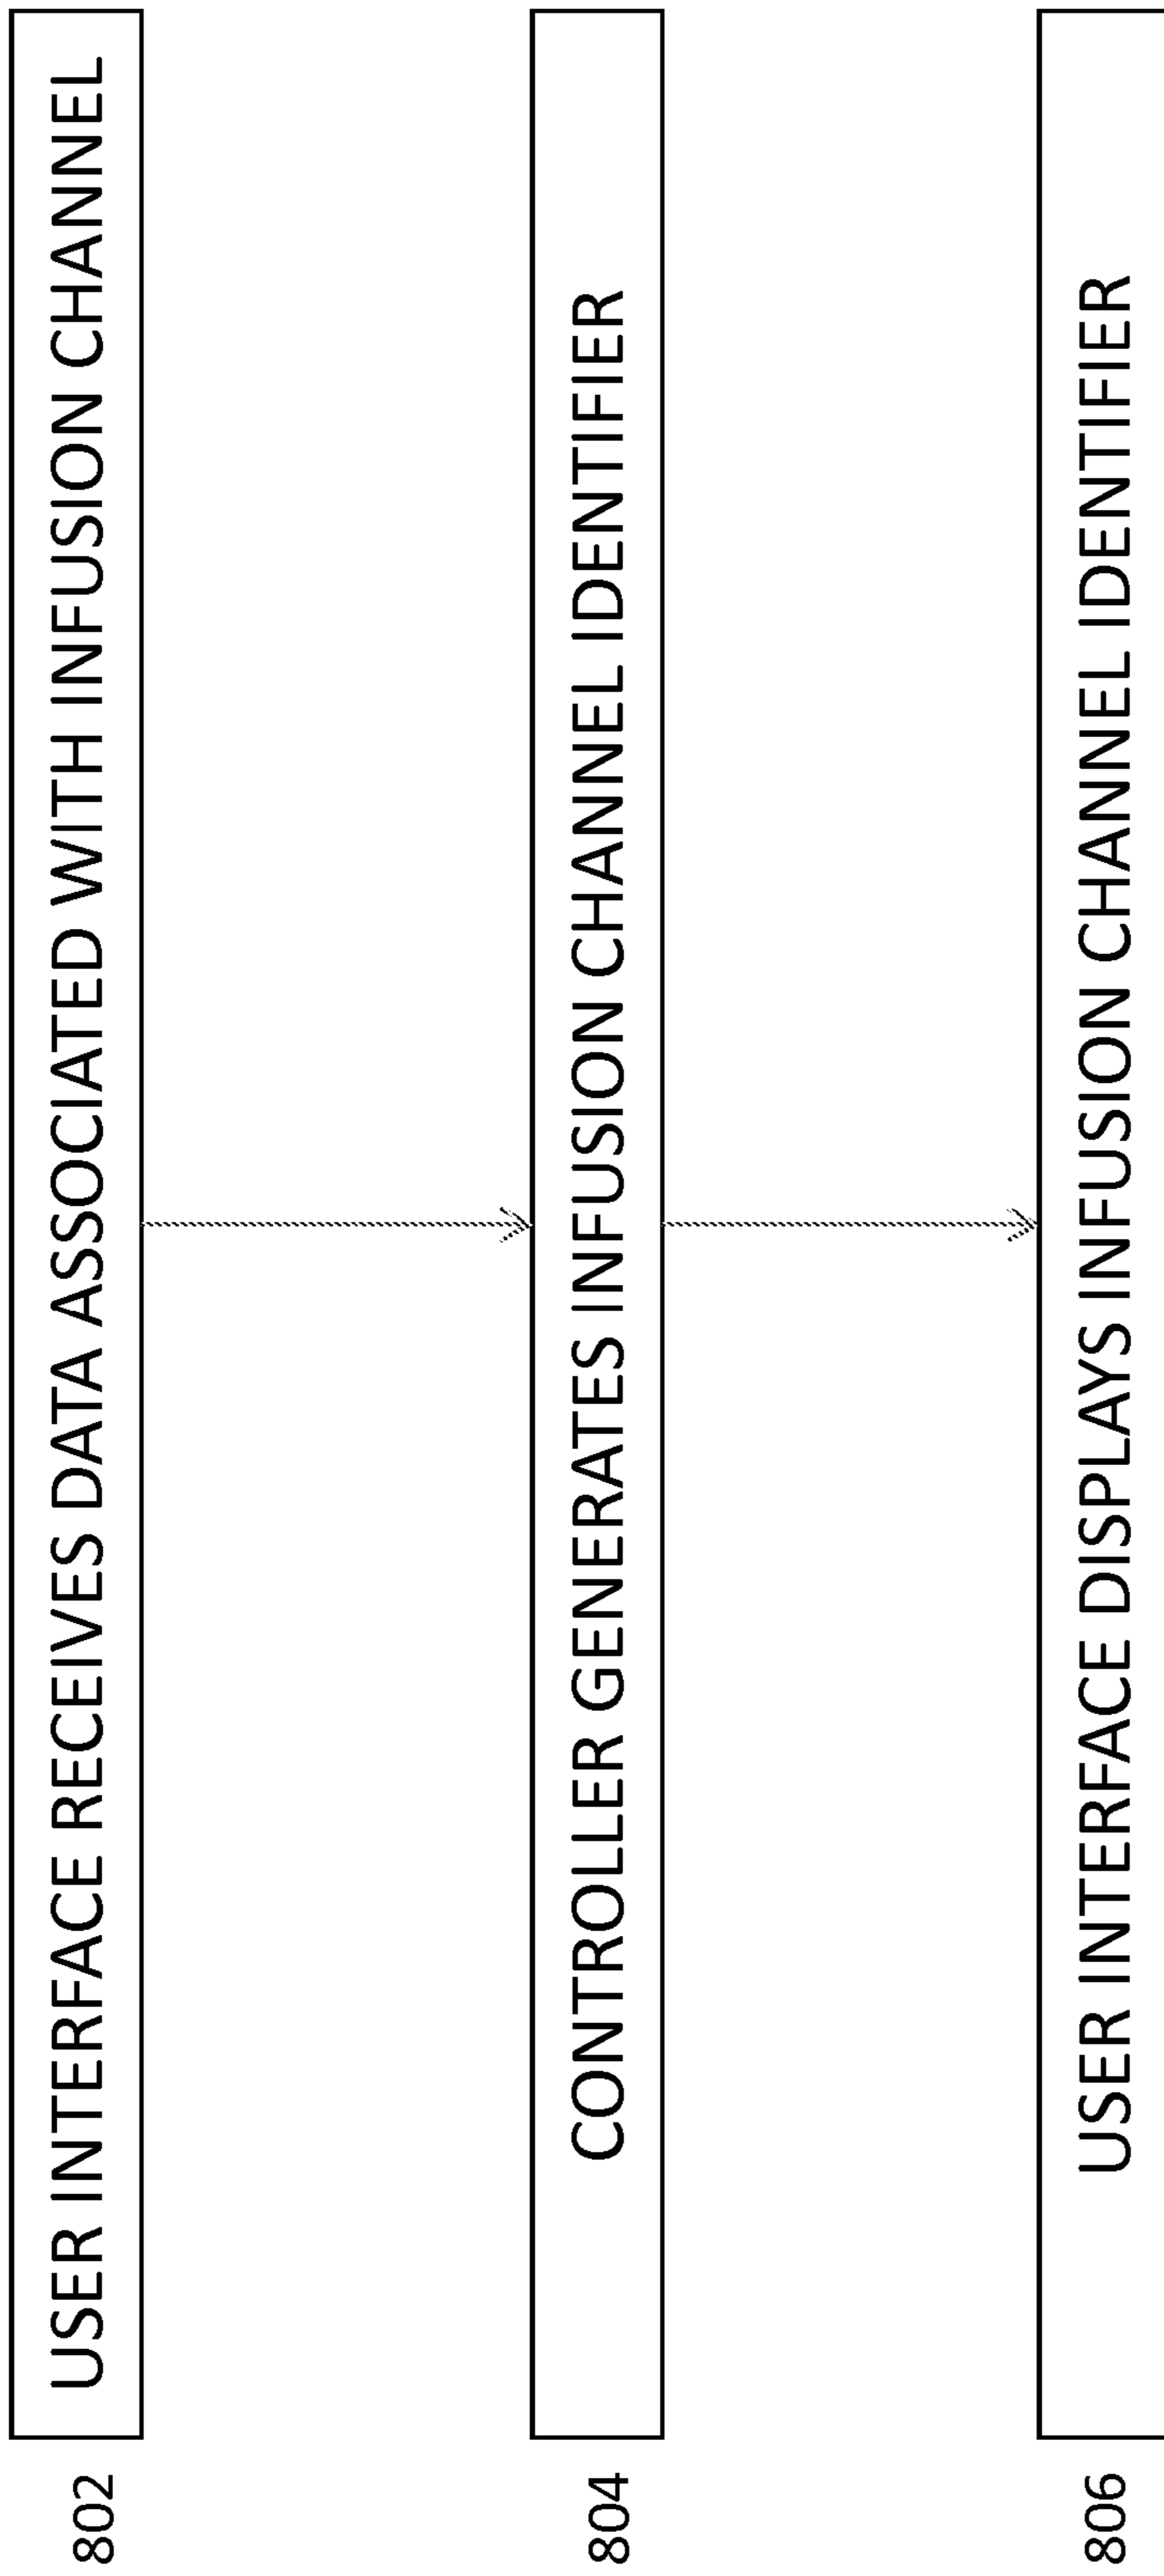 802
USER INTERFACE RECEIVES DATA ASSOCIATED WITH INFUSION CHANNEL
804
CONTROLLER GENERATES INFUSION CHANNEL IDENTIFIER
806
USER INTERFACE DISPLAYS INFUSION CHANNEL IDENTIFIER